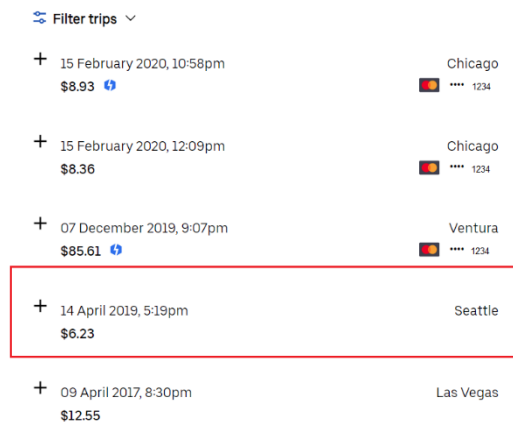 Filter trips
15 February 2020, 10:58pm Chicago
$8.93 •••• 1234
15 February 2020, 12:09pm Chicago
$8.36 •••• 1234
07 December 2019, 9:07pm Ventura
$85.61 •••• 1234
14 April 2019, 5:19pm Seattle
$6.23
09 April 2017, 8:30pm Las Vegas
$12.55